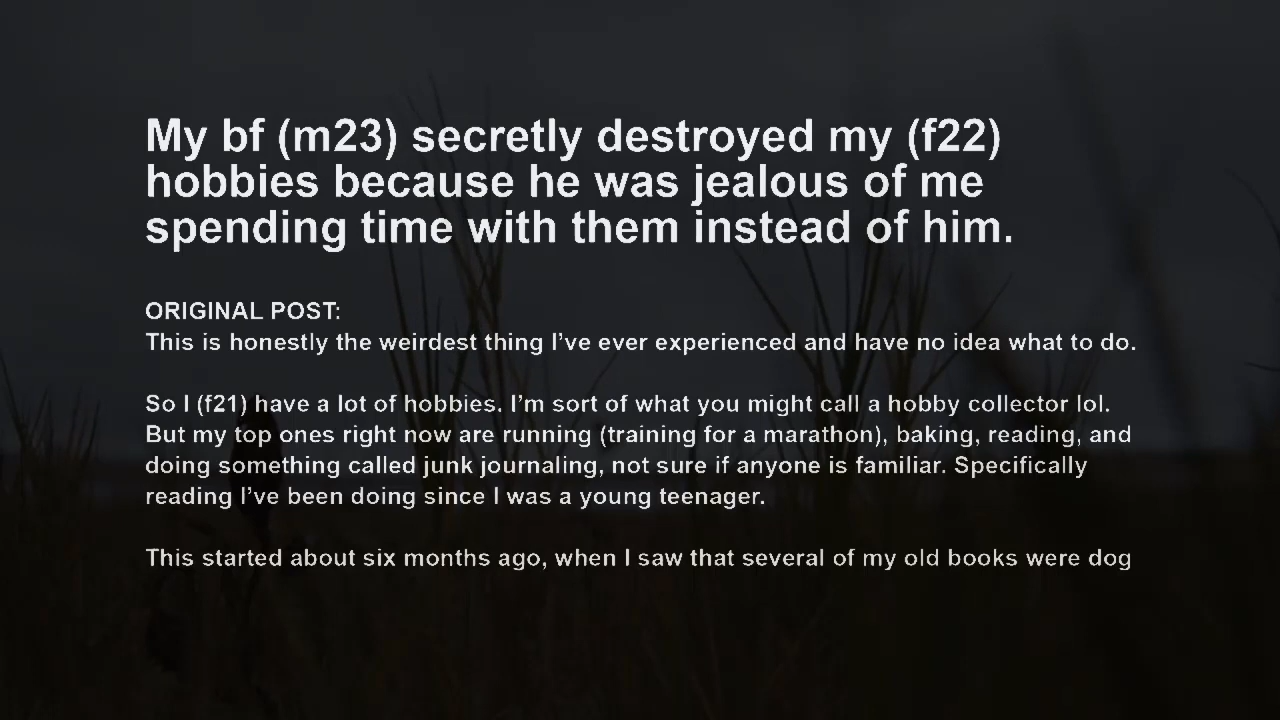 My bf (m23) secretly destroyed my (f22)
hobbies because he was jealous of me
spending time with them instead of him.
ORIGINAL POST:
This is honestly the weirdest thing I’ve ever experienced and have no idea what to do.
So I (f21) have a lot of hobbies. I’m sort of what you might call a hobby collector lol.
But my top ones right now are running (training for a marathon), baking, reading, and
doing something called junk journaling, not sure if anyone is familiar. Specifically
reading I’ve been doing since I was a young teenager.
This started about six months ago, when I saw that several of my old books were dog